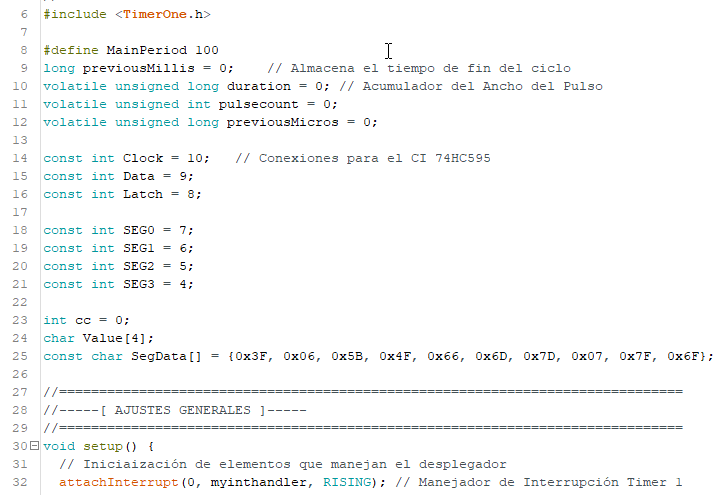 6 #include <TimerOne.h>
7
8 #define MainPeriod 100
9 long previousMillis = 0;    // Almacena el tiempo de fin del ciclo
10 volatile unsigned long duration = 0; // Acumulador del Ancho del Pulso
11 volatile unsigned int pulsecount = 0;
12 volatile unsigned long previousMicros = 0;
13
14 const int Clock = 10;   // Conexiones para el CI 74HC595
15 const int Data = 9;
16 const int Latch = 8;
17
18 const int SEG0 = 7;
19 const int SEG1 = 6;
20 const int SEG2 = 5;
21 const int SEG3 = 4;
22
23 int cc = 0;
24 char Value[4];
25 const char SegData[] = {0x3F, 0x06, 0x5B, 0x4F, 0x66, 0x6D, 0x7D, 0x07, 0x7F, 0x6F};
26
27 //==============================================================================
28 //-----[ AJUSTES GENERALES ]-----
29 //==============================================================================
30 void setup() {
31   // Iniciaización de elementos que manejan el desplegador
32   attachInterrupt(0, myinthandler, RISING); // Manejador de Interrupción Timer 1